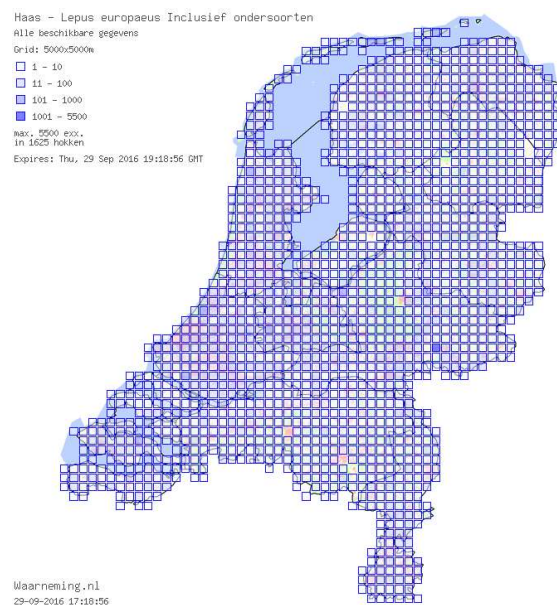 Haas - Lepus europaeus Inclusief ondersoorten
Alle beschikbare gegevens
Grid: 5000x5000m
1 - 10
11 - 100
101 - 1000
1001 - 5500
max. 5500 exx.
in 1625 hokken
Expires: Thu, 29 Sep 2016 19:18:56 GMT
Waarneming.nl
29-09-2016 17:18:56